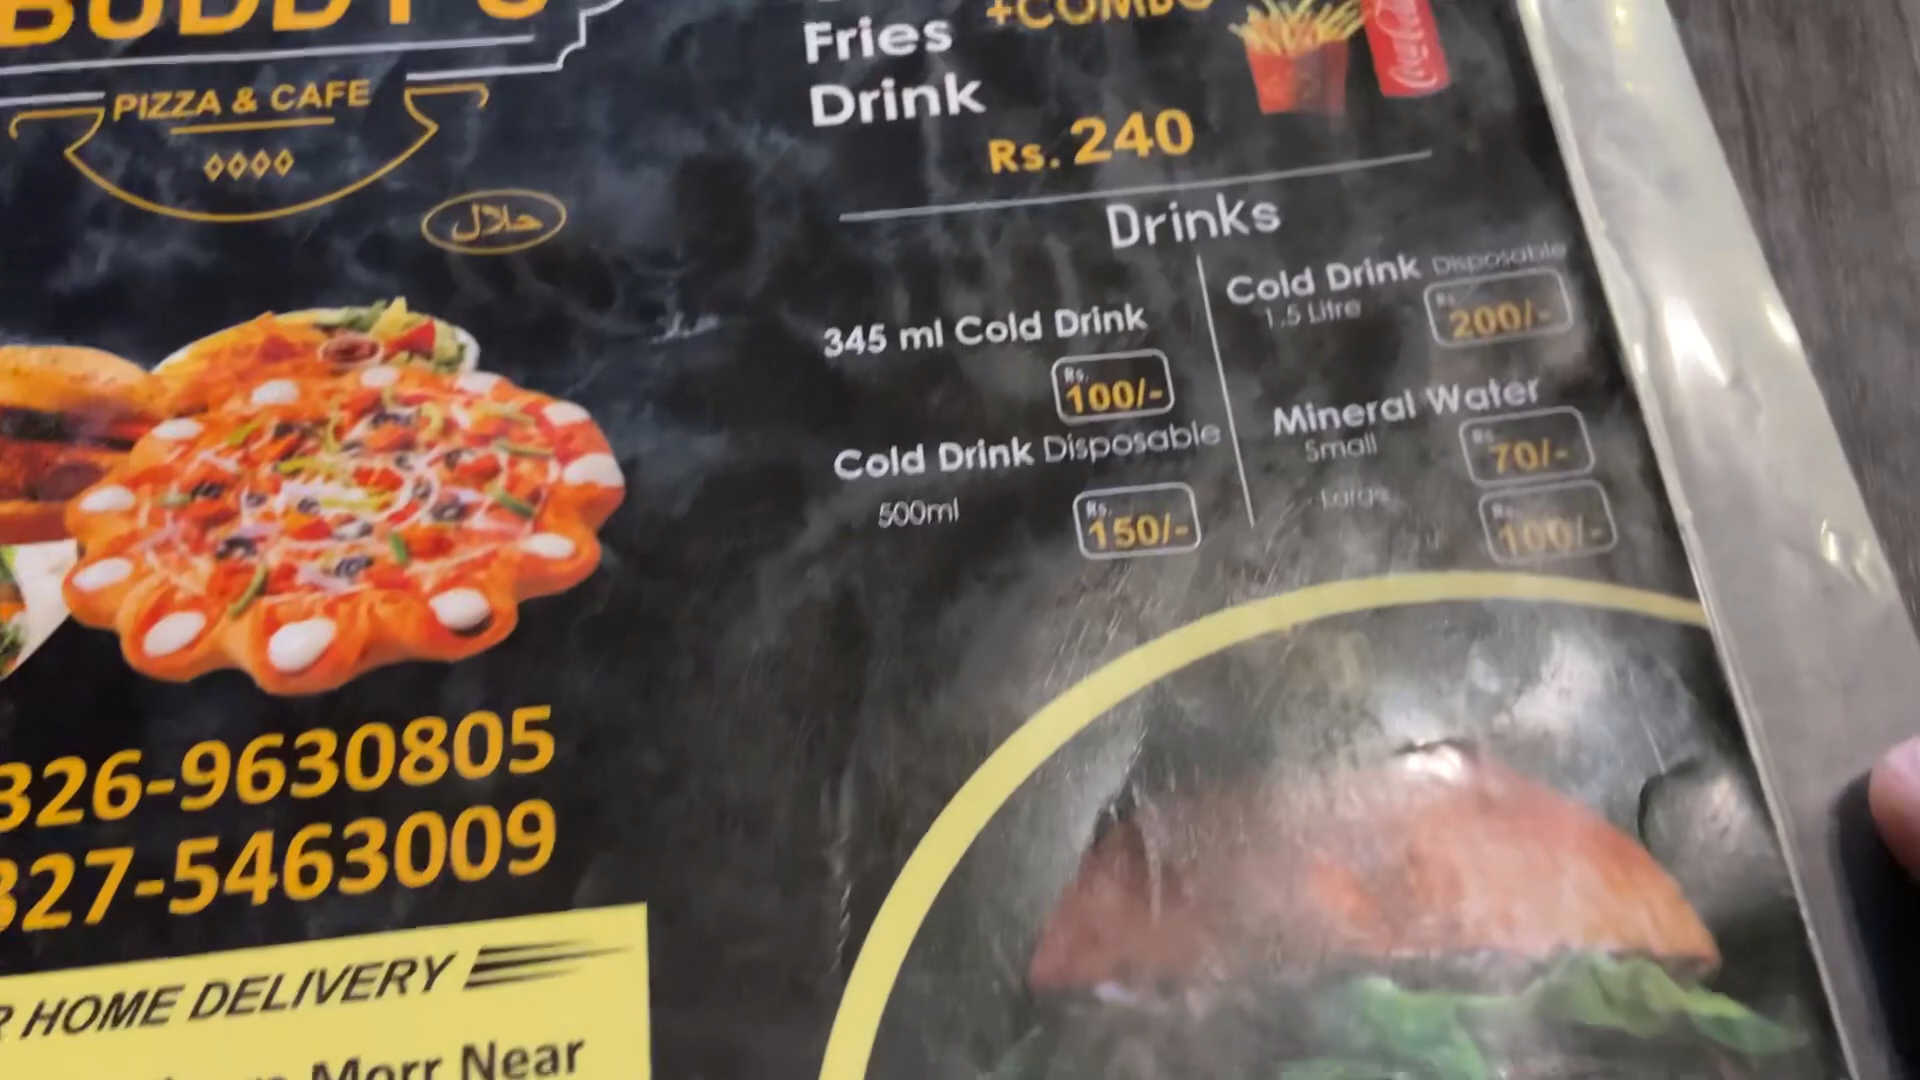 BUDDY'S
PIZZA & CAFE
حلال
326-9630805
327-5463009
HOME DELIVERY
Morr Near
+COMBO
Fries
Drink
Rs. 240
Coca-Cola
Drinks
345 ml Cold Drink
Rs. 100/-
Cold Drink Disposable
500ml
Rs. 150/-
Cold Drink Disposable
1.5 Litre
Rs. 200/-
Mineral Water
Small
Rs. 70/-
Large
Rs. 100/-